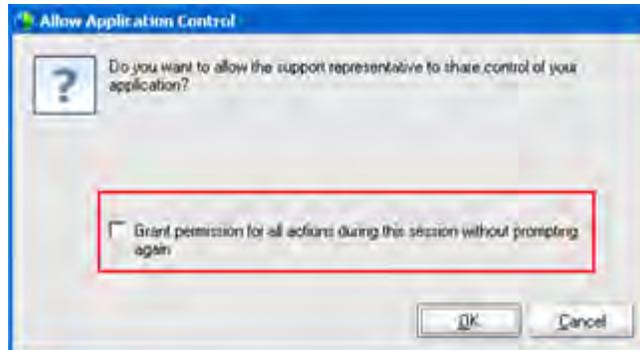 Allow Application Control
Do you want to allow the support representative to share control of your
application?
Grant permission for all actions during this session without prompting
again
OK
Cancel